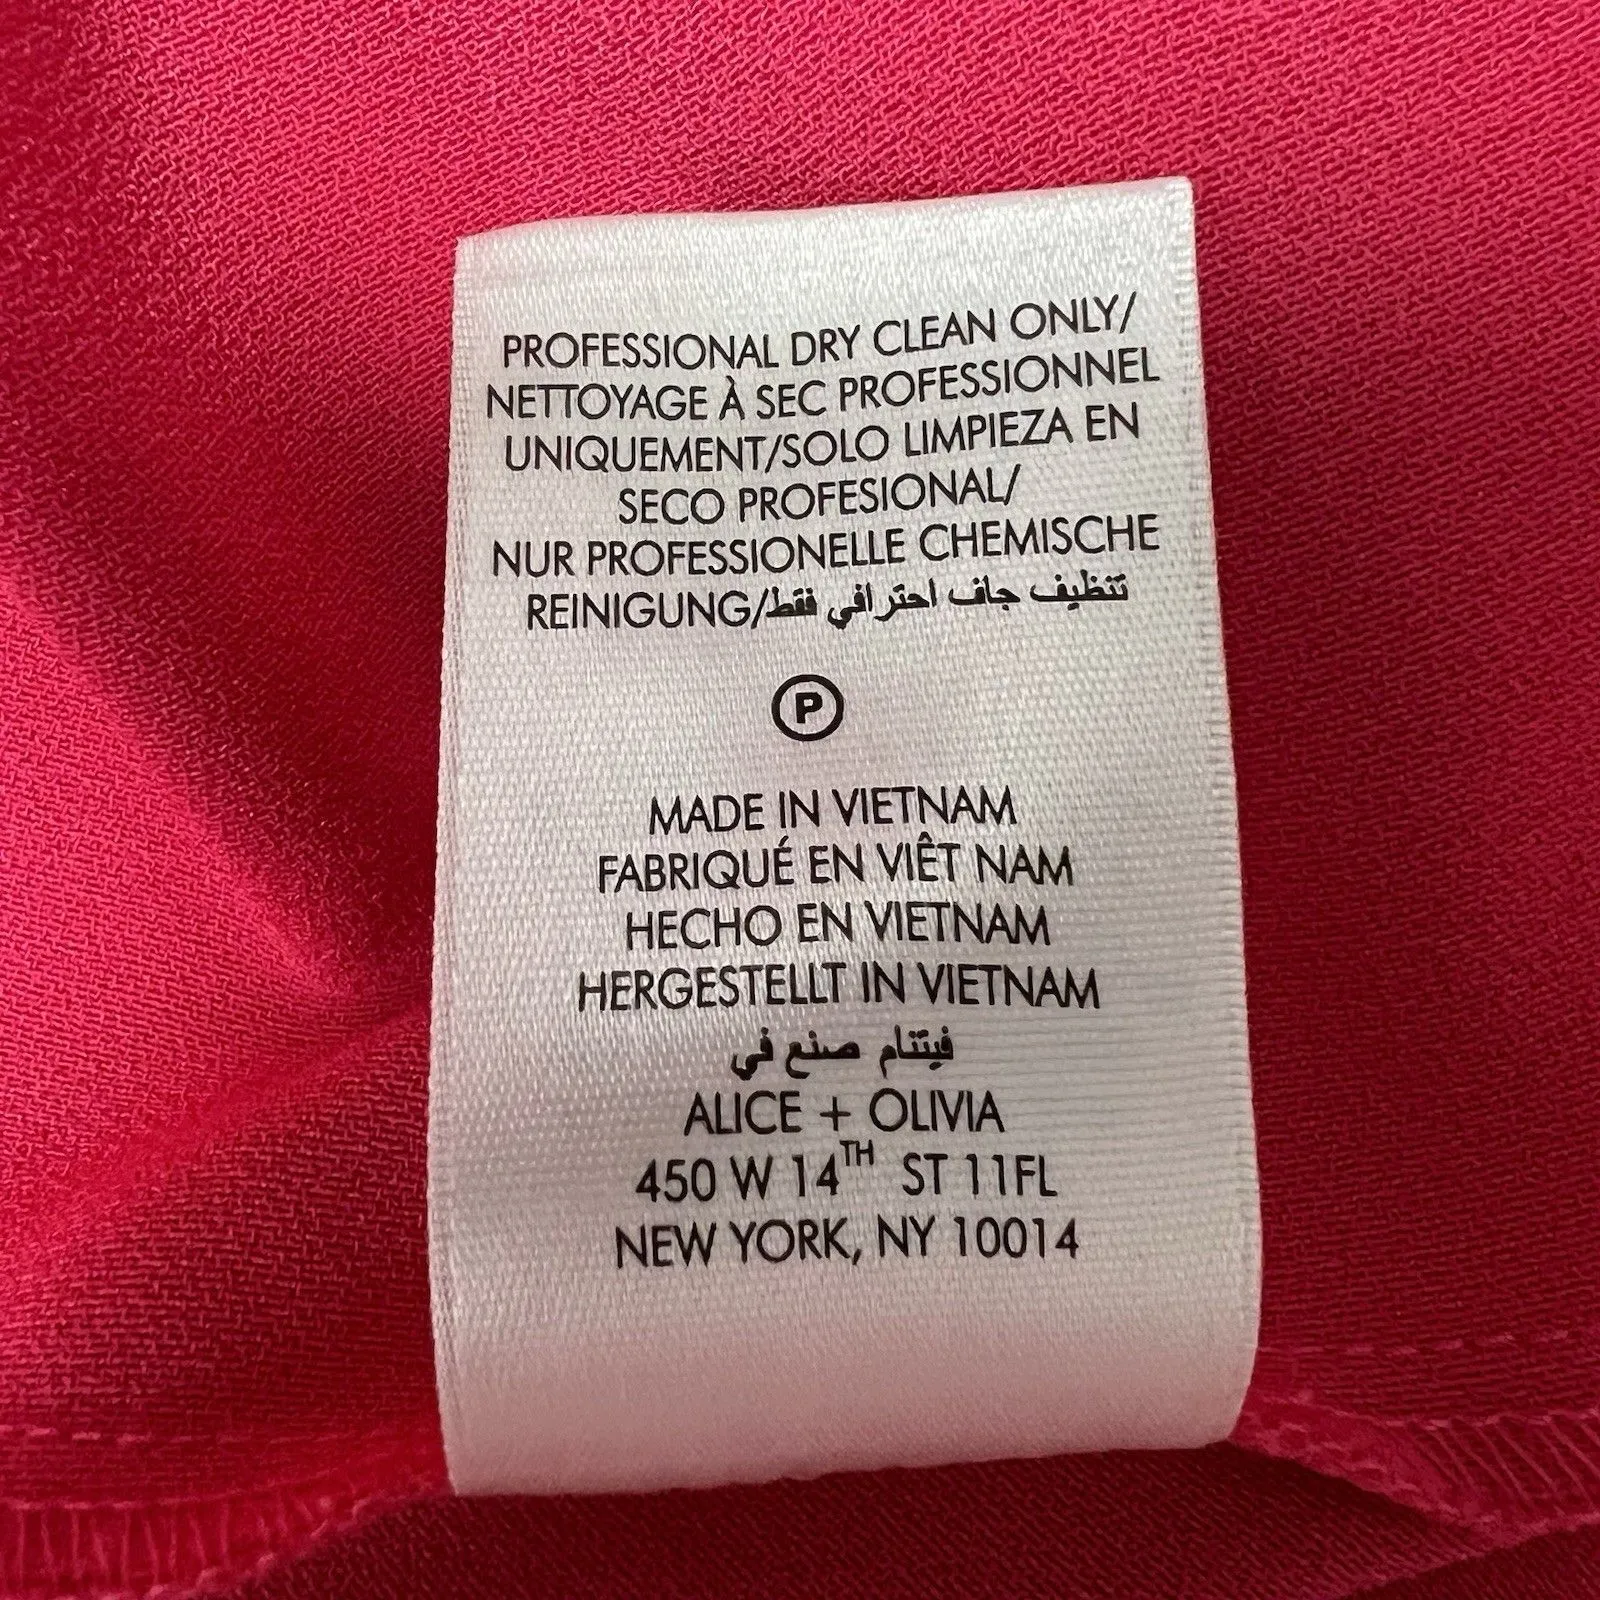 PROFESSIONAL DRY CLEAN ONLY/
NETTOYAGE À SEC PROFESSIONNEL
UNIQUEMENT/SOLO LIMPIEZA EN
SECO PROFESIONAL/
NUR PROFESSIONELLE CHEMISCHE
REINIGUNG/تنظيف جاف احترافي فقط
P
MADE IN VIETNAM
FABRIQUÉ EN VIÊT NAM
HECHO EN VIETNAM
HERGESTELLT IN VIETNAM
فيتنام صنع في
ALICE + OLIVIA
450 W 14TH ST 11FL
NEW YORK, NY 10014